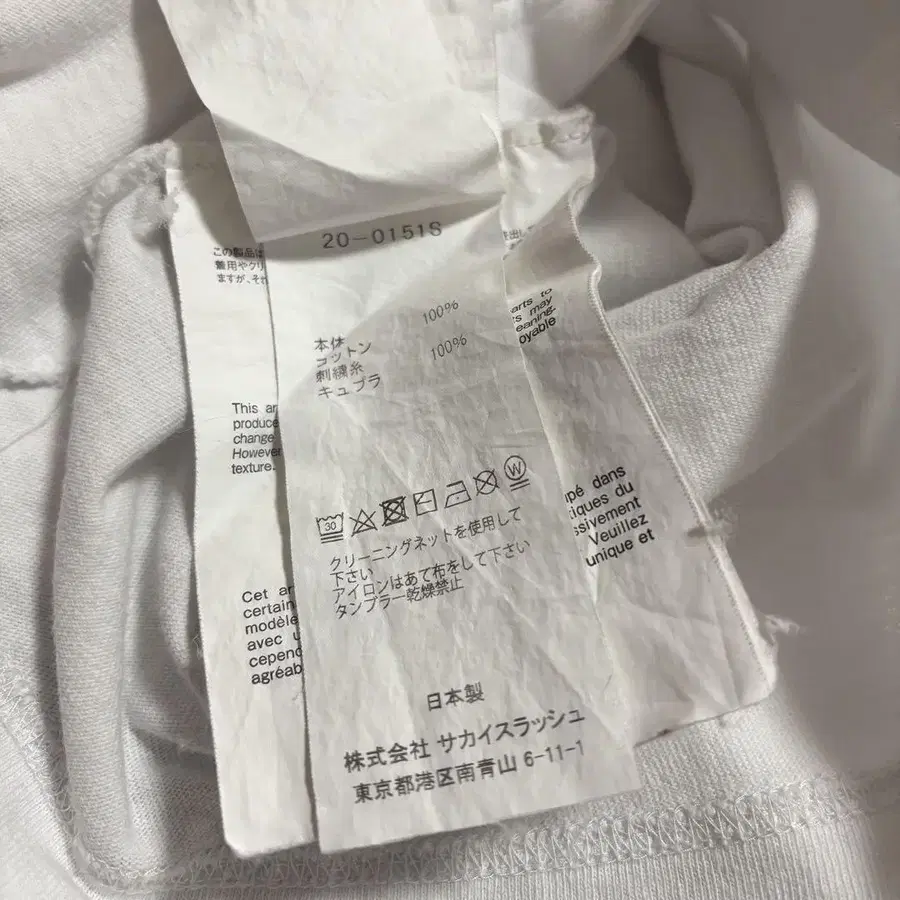 20-0151S
本体
コットン 100%
刺繍糸
キュプラ 100%
30
W
クリーニングネットを使用して
下さい
アイロンはあて布をして下さい
タンブラー乾燥禁止
日本製
株式会社 サカイスラッシュ
東京都港区南青山 6-11-1
この製品は
着用やクリ
ますが、それ
This ar
produce
change
However
texture.
Cet ar
certain
modèle
avec u
cepend
agréab
arts to
s may
eaning.
oyable
upé dans
tiques du
ssivement
Veuillez
unique et